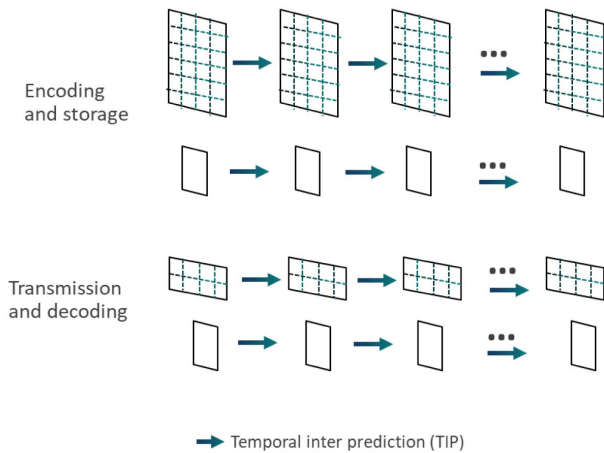 Encoding
and storage
Transmission
and decoding
Temporal inter prediction (TIP)